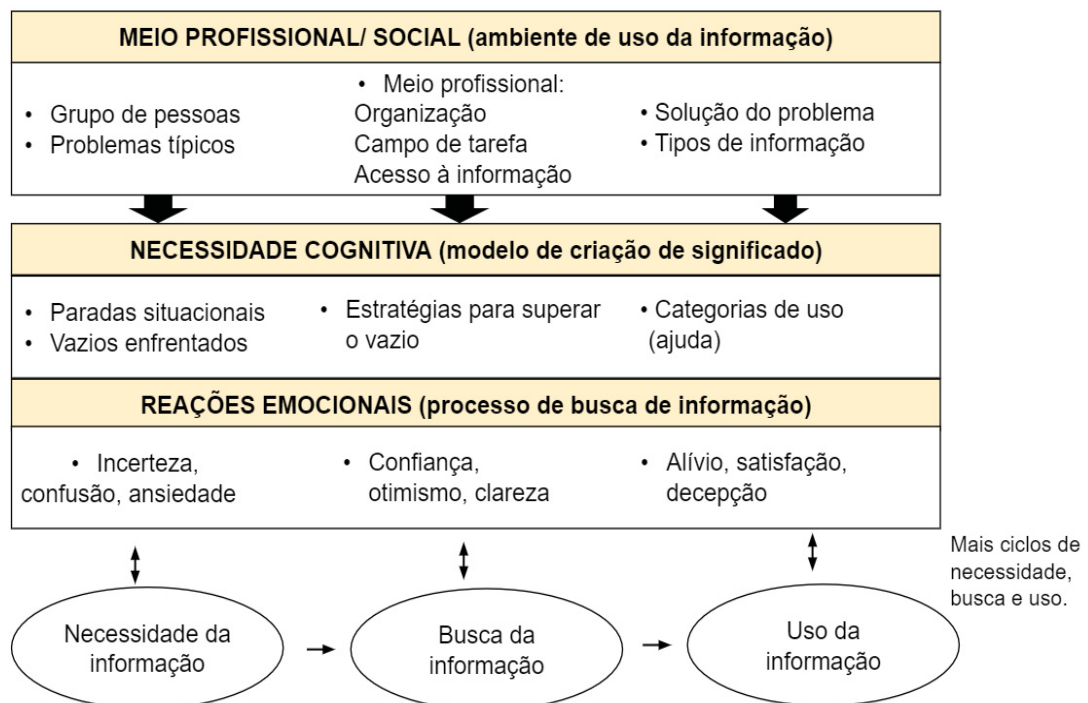 MEIO PROFISSIONAL/ SOCIAL (ambiente de uso da informação)
• Grupo de pessoas
• Problemas típicos
• Meio profissional:
Organização
Campo de tarefa
Acesso à informação
• Solução do problema
• Tipos de informação
NECESSIDADE COGNITIVA (modelo de criação de significado)
• Paradas situacionais
• Vazios enfrentados
• Estratégias para superar
o vazio
• Categorias de uso
(ajuda)
REAÇÕES EMOCIONAIS (processo de busca de informação)
• Incerteza,
confusão, ansiedade
• Confiança,
otimismo, clareza
• Alívio, satisfação,
decepção
Necessidade da
informação
Busca da
informação
Uso da
informação
Mais ciclos de
necessidade,
busca e uso.